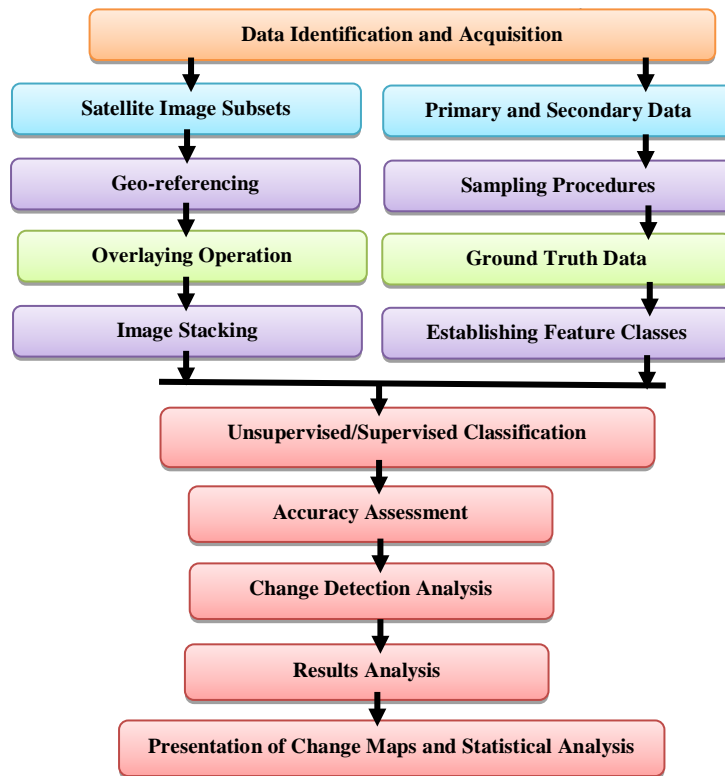 Data Identification and Acquisition
Satellite Image Subsets
Primary and Secondary Data
Geo-referencing
Sampling Procedures
Overlaying Operation
Ground Truth Data
Image Stacking
Establishing Feature Classes
Unsupervised/Supervised Classification
Accuracy Assessment
Change Detection Analysis
Results Analysis
Presentation of Change Maps and Statistical Analysis